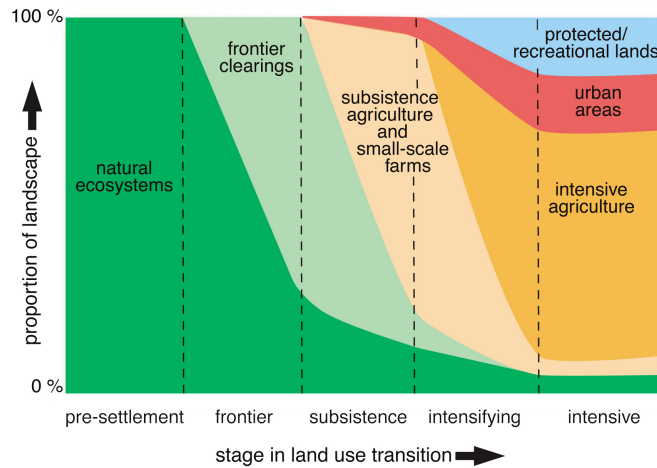 100 %
protected/
recreational lands
frontier
clearings
urban
areas
subsistence
agriculture
and
small-scale
farms
natural
ecosystems
intensive
agriculture
proportion of landscape
0 %
pre-settlement
frontier
subsistence
intensifying
intensive
stage in land use transition